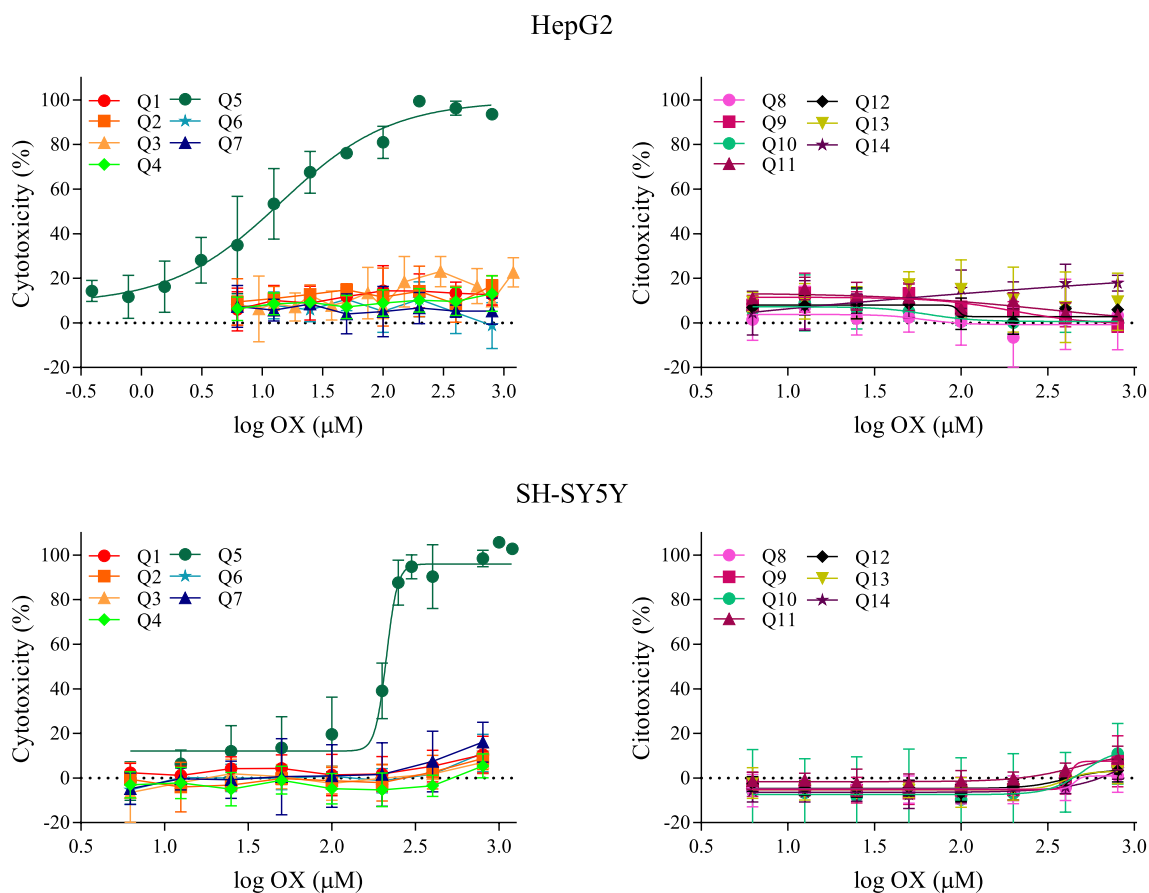 HepG2
Cytotoxicity (%)
100
80
60
40
20
0
-20
Q1 Q5
Q2 Q6
Q3 Q7
Q4
-0.5 0.0 0.5 1.0 1.5 2.0 2.5 3.0
log OX (μM)
Citotoxicity (%)
100
80
60
40
20
0
-20
Q8 Q12
Q9 Q13
Q10 Q14
Q11
0.5 1.0 1.5 2.0 2.5 3.0
log OX (μM)
SH-SY5Y
Cytotoxicity (%)
100
80
60
40
20
0
-20
Q1 Q5
Q2 Q6
Q3 Q7
Q4
0.5 1.0 1.5 2.0 2.5 3.0
log OX (μM)
Citotoxicity (%)
100
80
60
40
20
0
-20
Q8 Q12
Q9 Q13
Q10 Q14
Q11
0.5 1.0 1.5 2.0 2.5 3.0
log OX (μM)